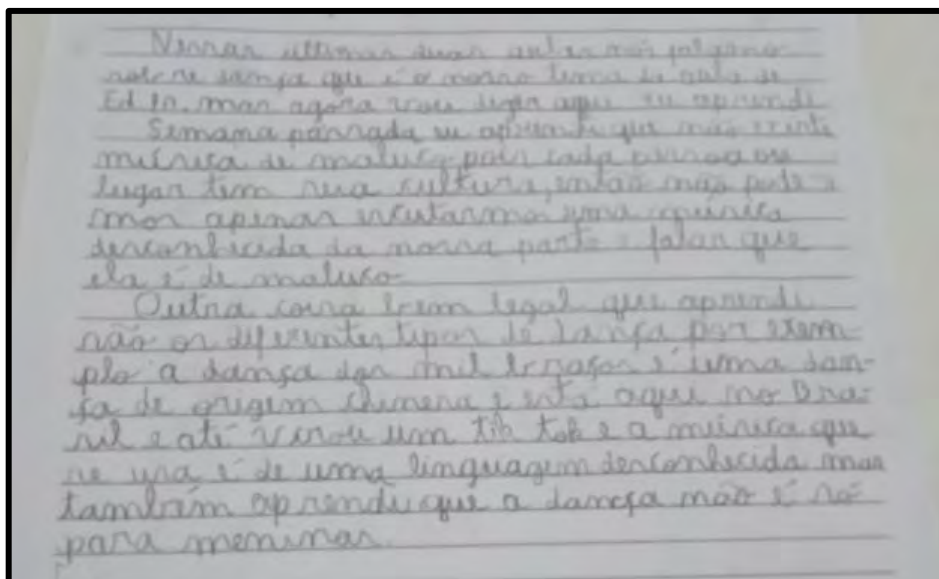 Nessas ultimas duas aulas nós falamos
sobre dança que é o nosso tema da aula de
Ed Fi. mas agora vou dizer aqui eu aprendi
Semana passada eu aprendi que não existe
música de maluco pois cada pessoa ou
lugar tem sua cultura, então não pode
mos apenas escutarmos uma música
desconhecida da nossa parte e falar que
ela é de maluco
Outra coisa bem legal que aprendi
são os diferentes tipos de dança por exem-
plo a dança dos mil braços é uma dan-
ça de origem chinesa e está aqui no Bra-
sil e até virou um tik tok e a música que
se usa é de uma linguagem desconhecida mas
também aprendi que a dança não é só
para meninas.